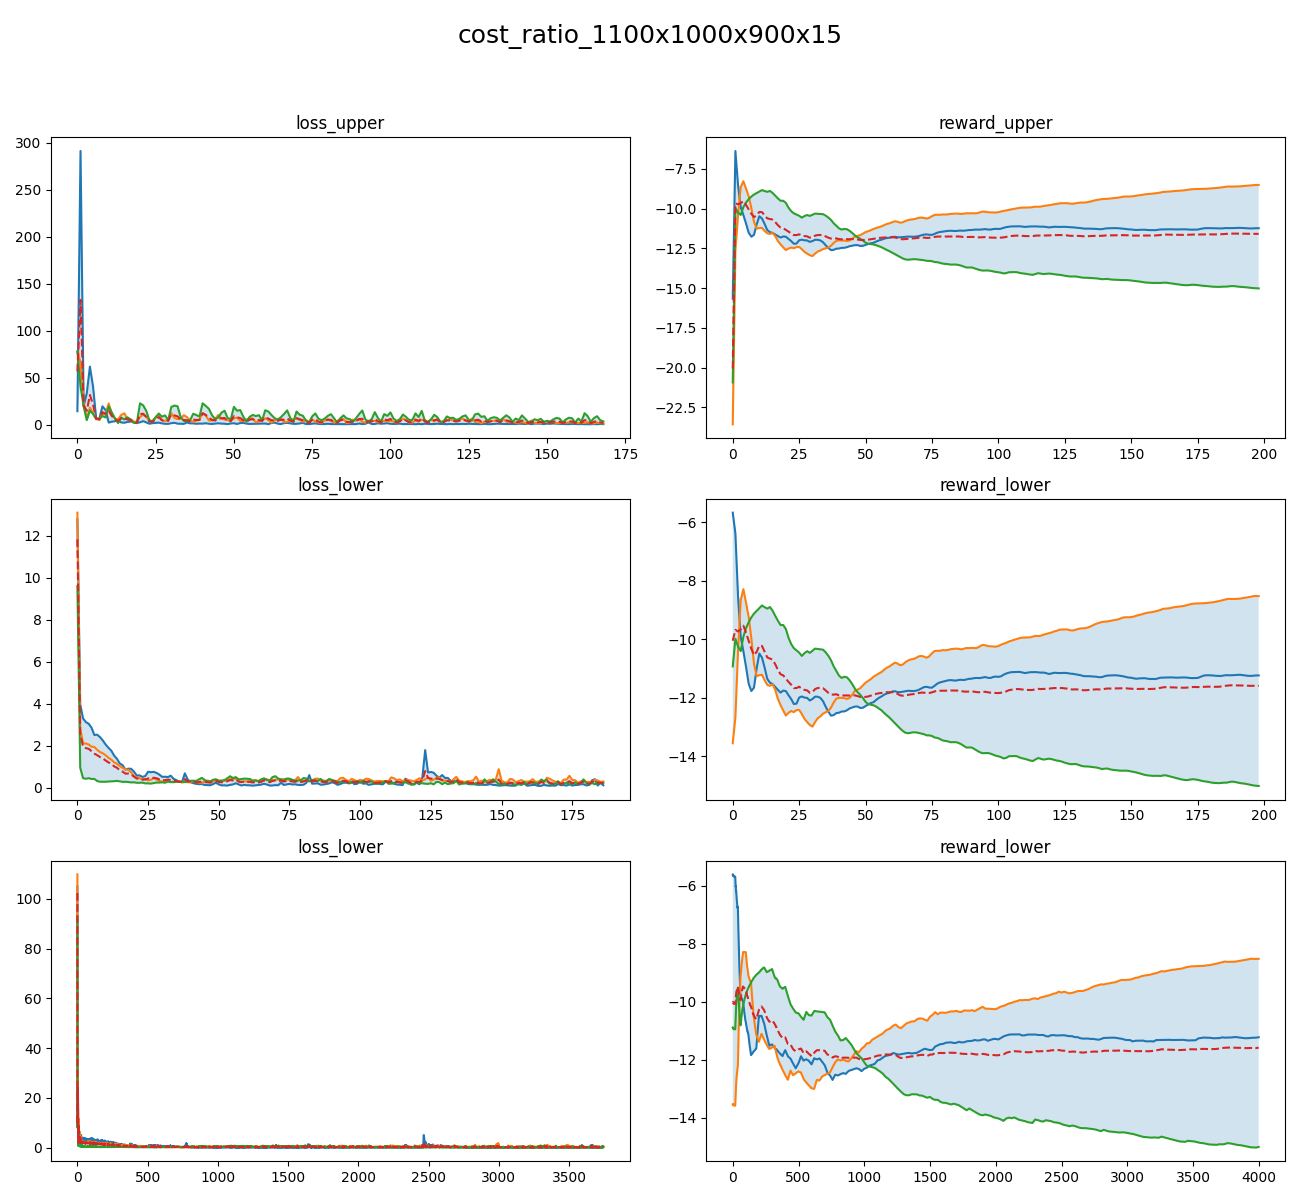 cost_ratio_1100x1000x900x15
loss_upper
300
250
200
150
100
50
0
0 25 50 75 100 125 150 175
reward_upper
−7.5
−10.0
−12.5
−15.0
−17.5
−20.0
−22.5
0 25 50 75 100 125 150 175 200
loss_lower
12
10
8
6
4
2
0
0 25 50 75 100 125 150 175
reward_lower
−6
−8
−10
−12
−14
0 25 50 75 100 125 150 175 200
loss_lower
100
80
60
40
20
0
0 500 1000 1500 2000 2500 3000 3500
reward_lower
−6
−8
−10
−12
−14
0 500 1000 1500 2000 2500 3000 3500 4000